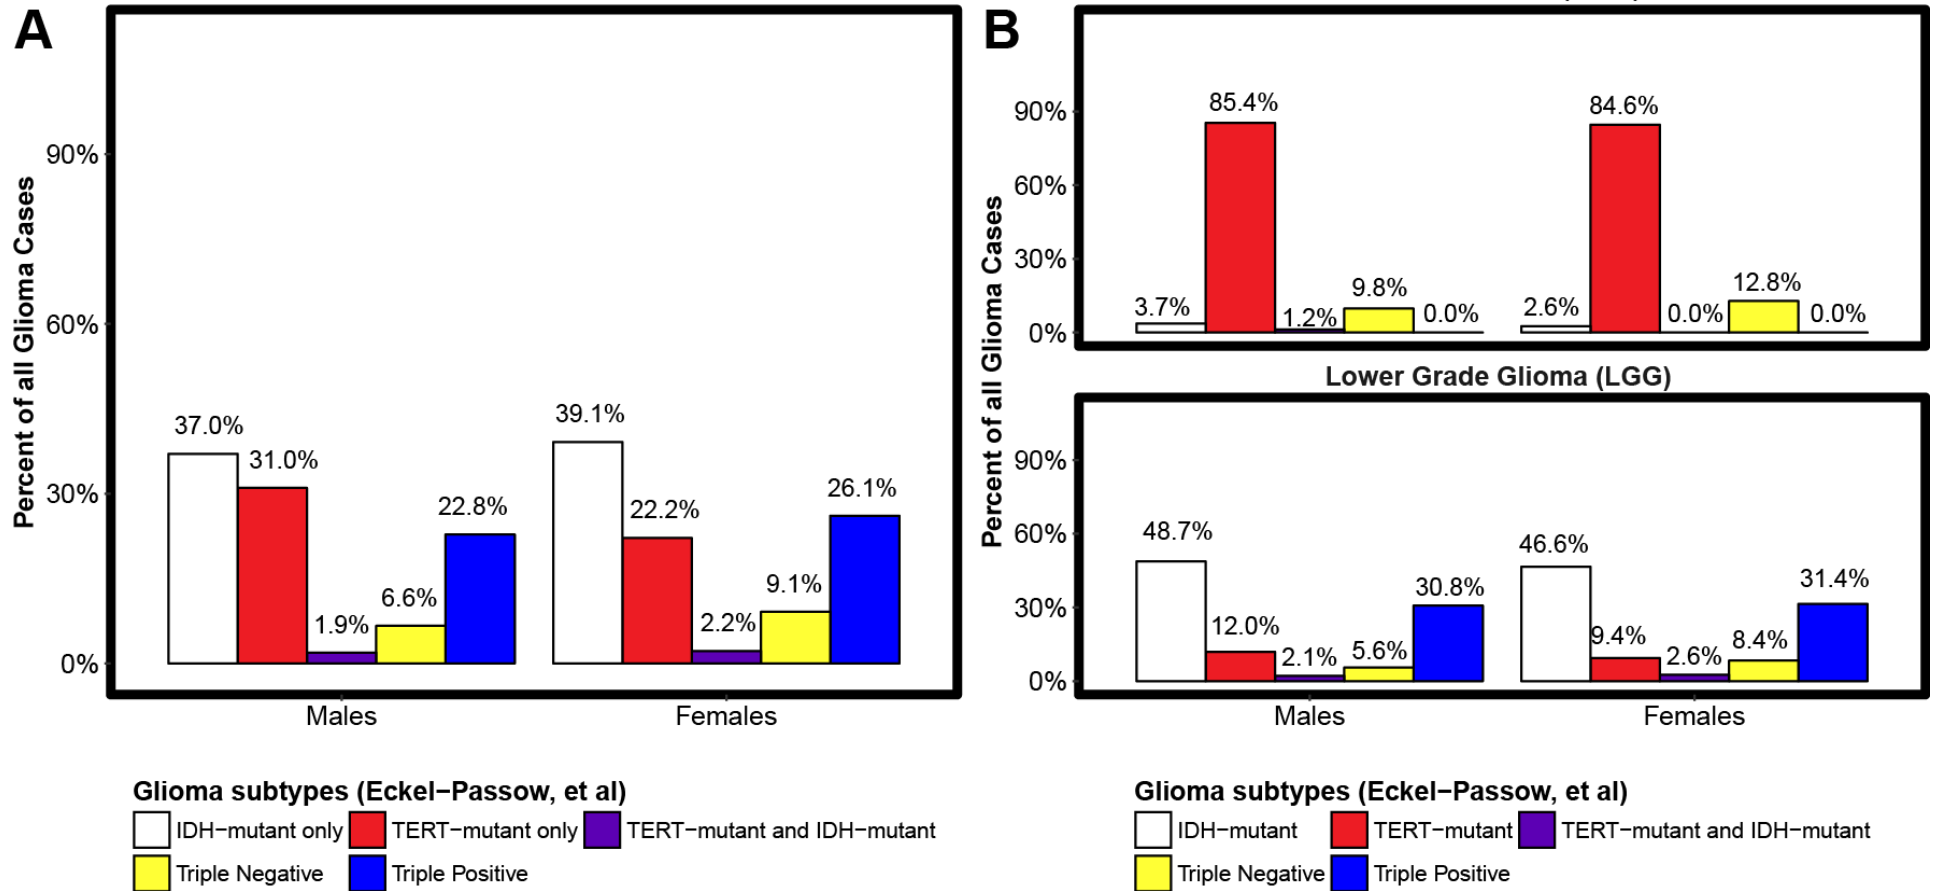 A
Percent of all Glioma Cases
90%
60%
30%
0%
37.0%
31.0%
1.9%
6.6%
22.8%
39.1%
22.2%
2.2%
9.1%
26.1%
Males
Females
Glioma subtypes (Eckel−Passow, et al)
IDH−mutant only
TERT−mutant only
TERT−mutant and IDH−mutant
Triple Negative
Triple Positive
B
Percent of all Glioma Cases
90%
60%
30%
0%
3.7%
85.4%
1.2%
9.8%
0.0%
2.6%
84.6%
0.0%
12.8%
0.0%
Lower Grade Glioma (LGG)
90%
60%
30%
0%
48.7%
12.0%
2.1%
5.6%
30.8%
46.6%
9.4%
2.6%
8.4%
31.4%
Males
Females
Glioma subtypes (Eckel−Passow, et al)
IDH−mutant
TERT−mutant
TERT−mutant and IDH−mutant
Triple Negative
Triple Positive